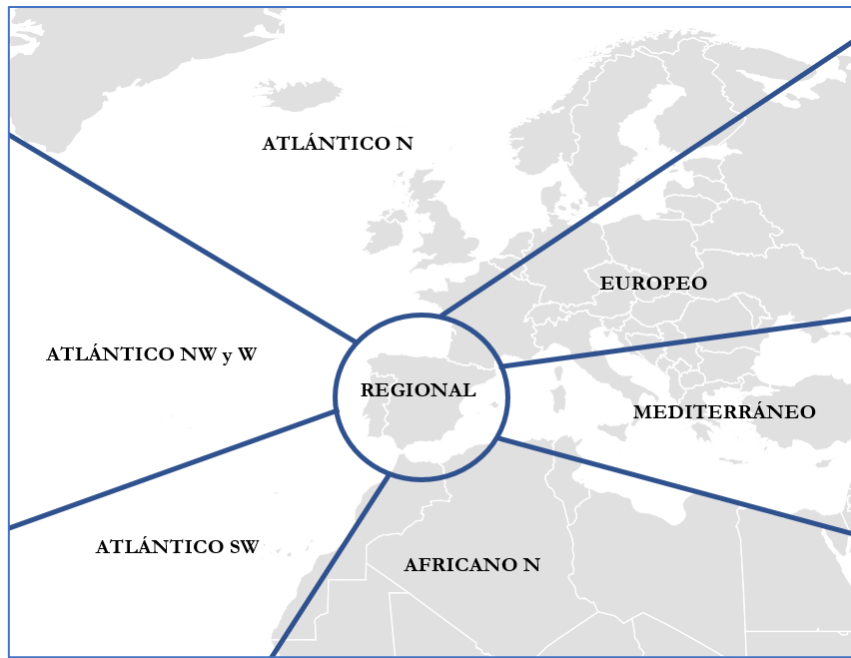 ATLÁNTICO N
EUROPEO
ATLÁNTICO NW y W
REGIONAL
MEDITERRÁNEO
ATLÁNTICO SW
AFRICANO N